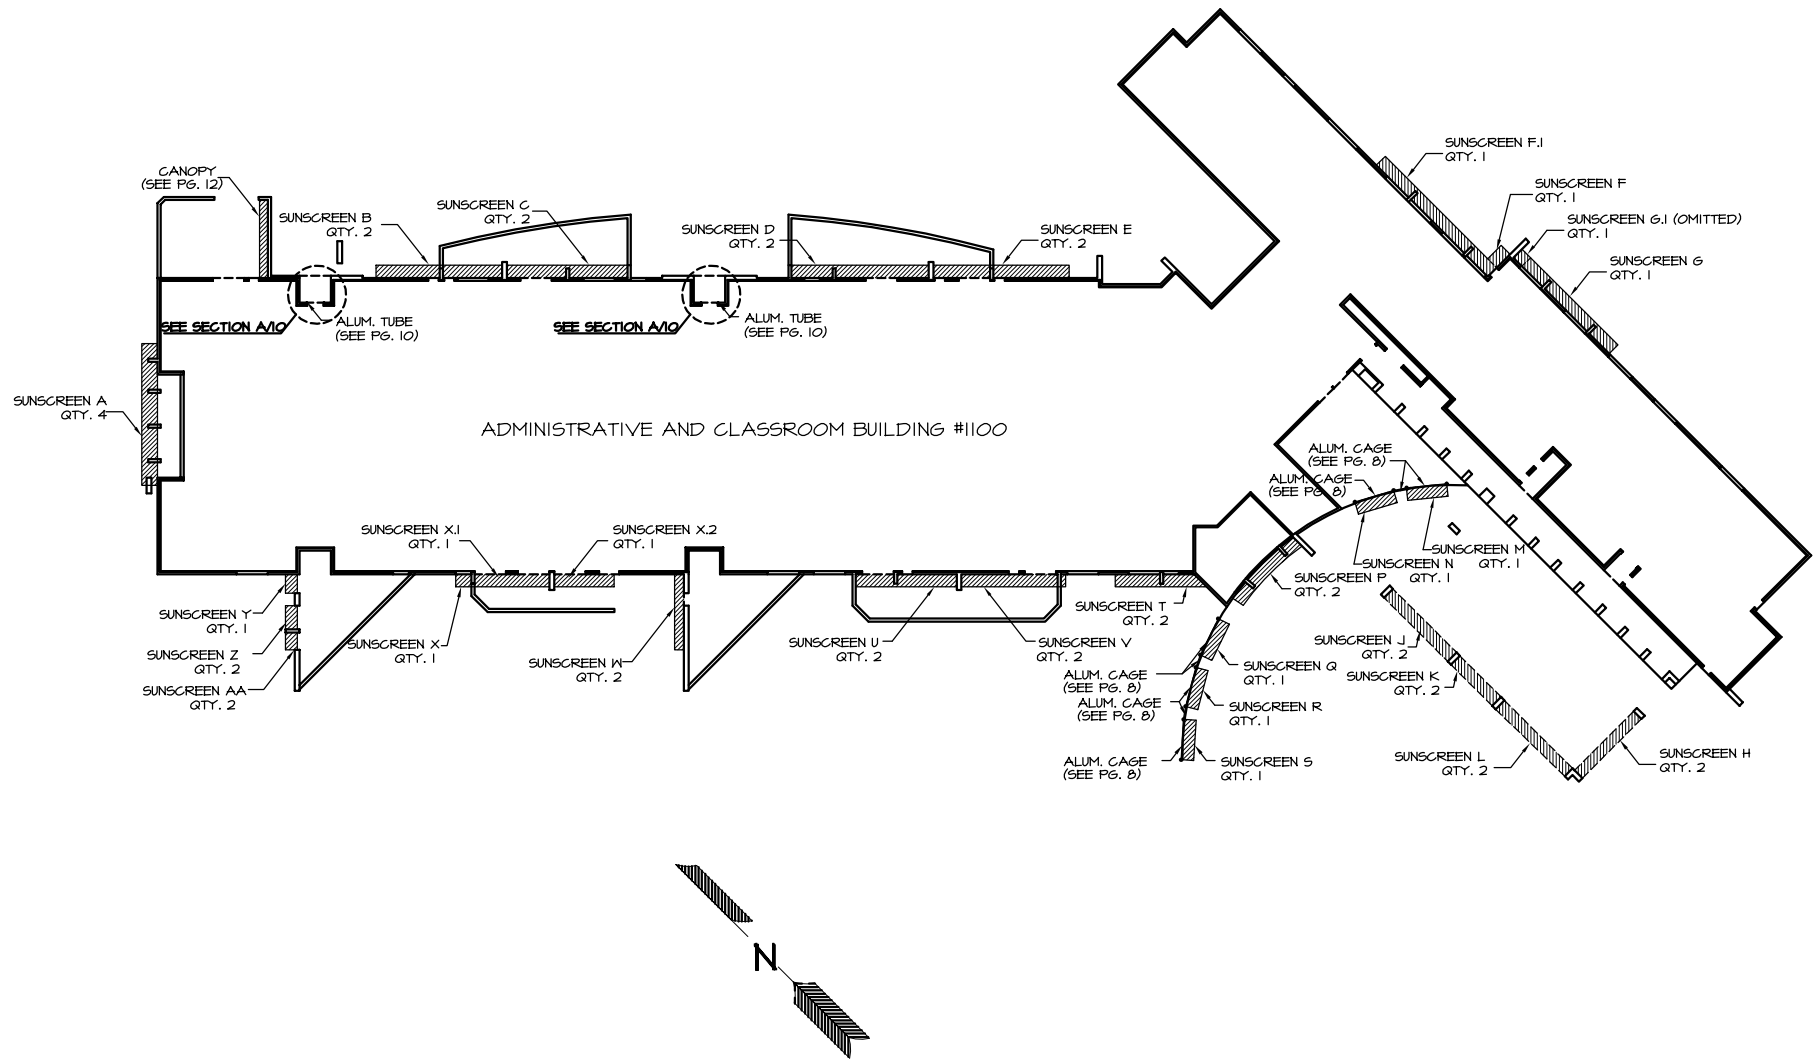 SUNSCREEN F.1
QTY. 1
CANOPY
(SEE PG. 12)
SUNSCREEN F
QTY. 1
SUNSCREEN B
QTY. 2
SUNSCREEN C
QTY. 2
SUNSCREEN D
QTY. 2
SUNSCREEN E
QTY. 2
SUNSCREEN G.1 (OMITTED)
QTY. 1
SUNSCREEN G
QTY. 1
SEE SECTION A/10
ALUM. TUBE
(SEE PG. 10)
SEE SECTION A/10
ALUM. TUBE
(SEE PG. 10)
SUNSCREEN A
QTY. 4
ADMINISTRATIVE AND CLASSROOM BUILDING #1100
ALUM. CAGE
(SEE PG. 8)
ALUM. CAGE
(SEE PG. 8)
SUNSCREEN X.1
QTY. 1
SUNSCREEN X.2
QTY. 1
SUNSCREEN M
QTY. 1
SUNSCREEN N
QTY. 1
SUNSCREEN P
QTY. 2
SUNSCREEN Y
QTY. 1
SUNSCREEN T
QTY. 2
SUNSCREEN Z
QTY. 2
SUNSCREEN X
QTY. 1
SUNSCREEN W
QTY. 2
SUNSCREEN U
QTY. 2
SUNSCREEN V
QTY. 2
SUNSCREEN J
QTY. 2
SUNSCREEN Q
QTY. 1
SUNSCREEN K
QTY. 2
ALUM. CAGE
(SEE PG. 8)
SUNSCREEN AA
QTY. 2
ALUM. CAGE
(SEE PG. 8)
SUNSCREEN R
QTY. 1
ALUM. CAGE
(SEE PG. 8)
SUNSCREEN S
QTY. 1
SUNSCREEN L
QTY. 2
SUNSCREEN H
QTY. 2
N